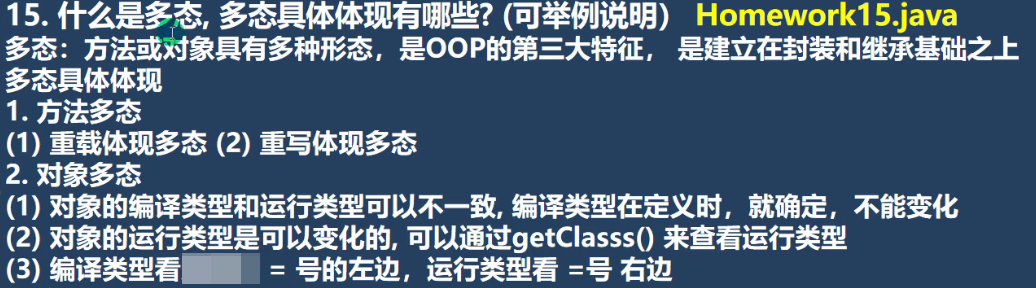 15. 什么是多态, 多态具体体现有哪些? (可举例说明） Homework15.java
多态：方法或对象具有多种形态，是OOP的第三大特征， 是建立在封装和继承基础之上
多态具体体现
1. 方法多态
(1) 重载体现多态 (2) 重写体现多态
2. 对象多态
(1) 对象的编译类型和运行类型可以不一致, 编译类型在定义时，就确定，不能变化
(2) 对象的运行类型是可以变化的, 可以通过getClasss() 来查看运行类型
(3) 编译类型看 = 号的左边，运行类型看 =号 右边